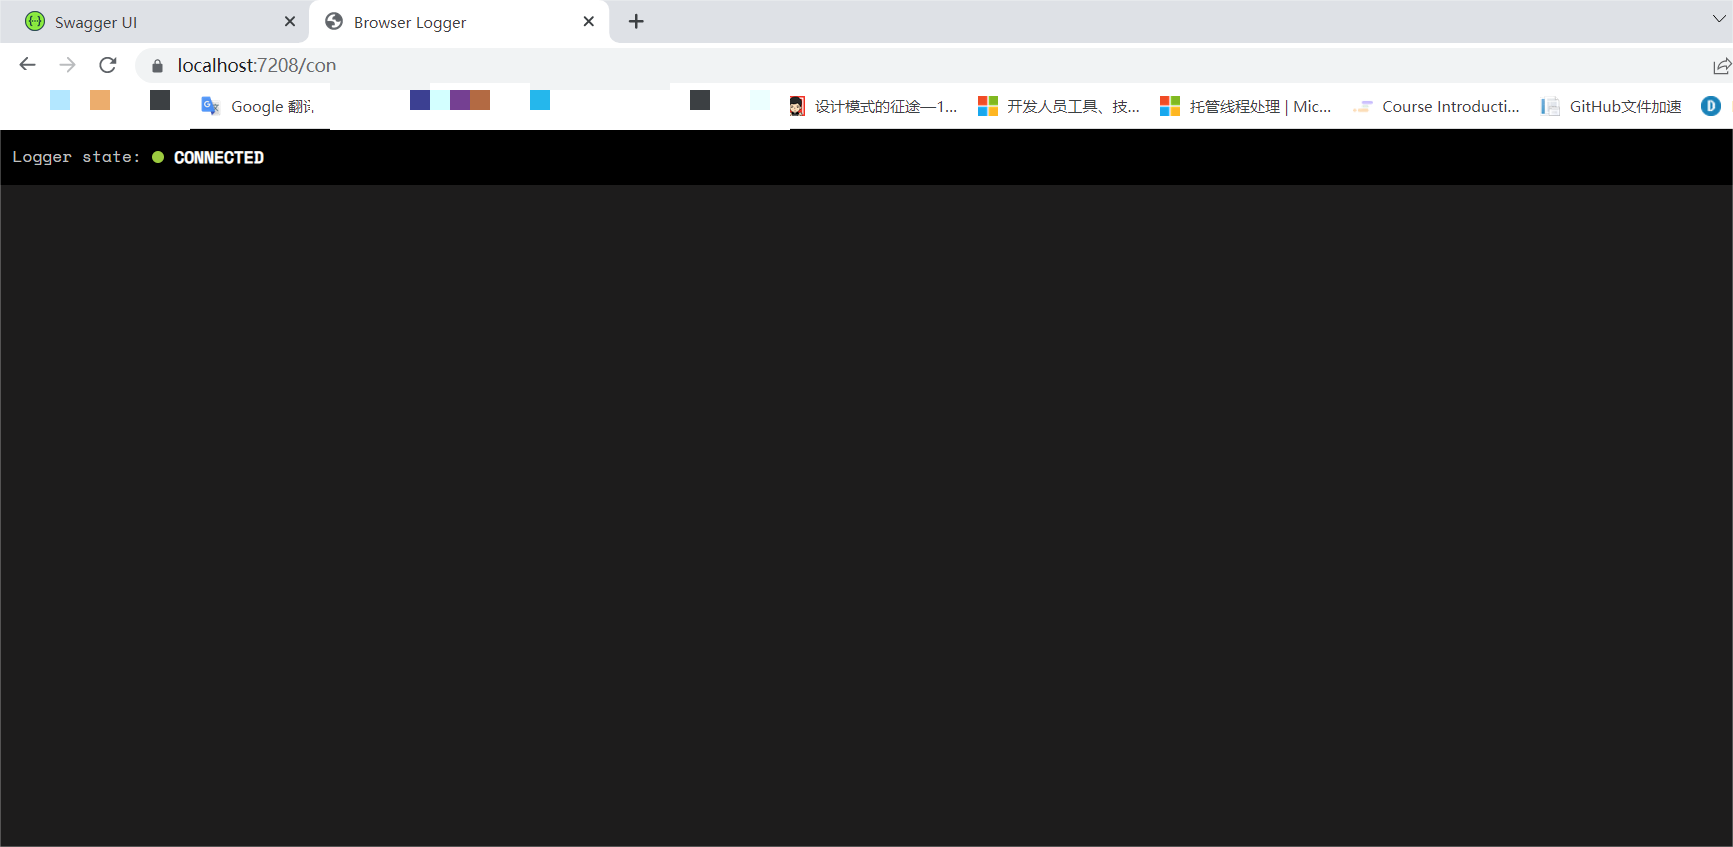 Swagger UI
Browser Logger
localhost:7208/con
Google 翻译
设计模式的征途—1...
开发人员工具、技...
托管线程处理 | Mic...
Course Introducti...
GitHub文件加速
D
Logger state: CONNECTED